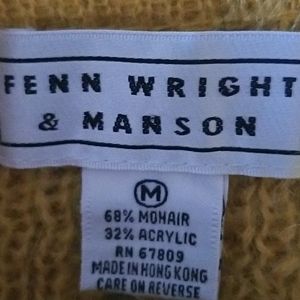 FENN WRIGHT
& MANSON
M
68% MOHAIR
32% ACRYLIC
RN 67809
MADE IN HONG KONG
CARE ON REVERSE